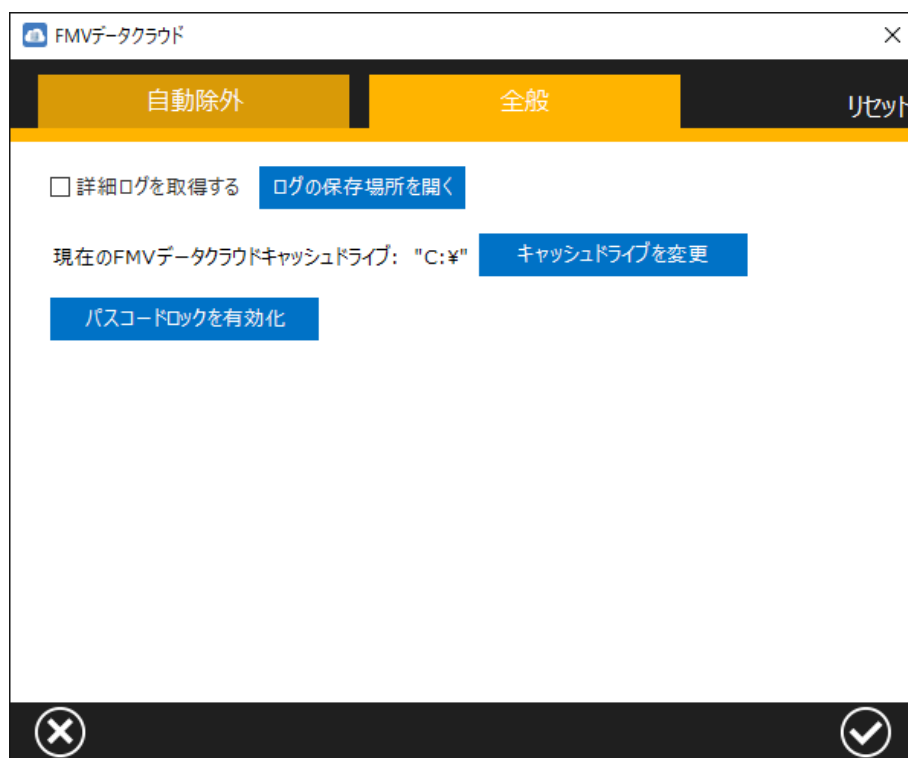 FMVデータクラウド
自動除外 全般 リセット
詳細ログを取得する ログの保存場所を開く
現在のFMVデータクラウドキャッシュドライブ: "C:¥" キャッシュドライブを変更
パスコードロックを有効化